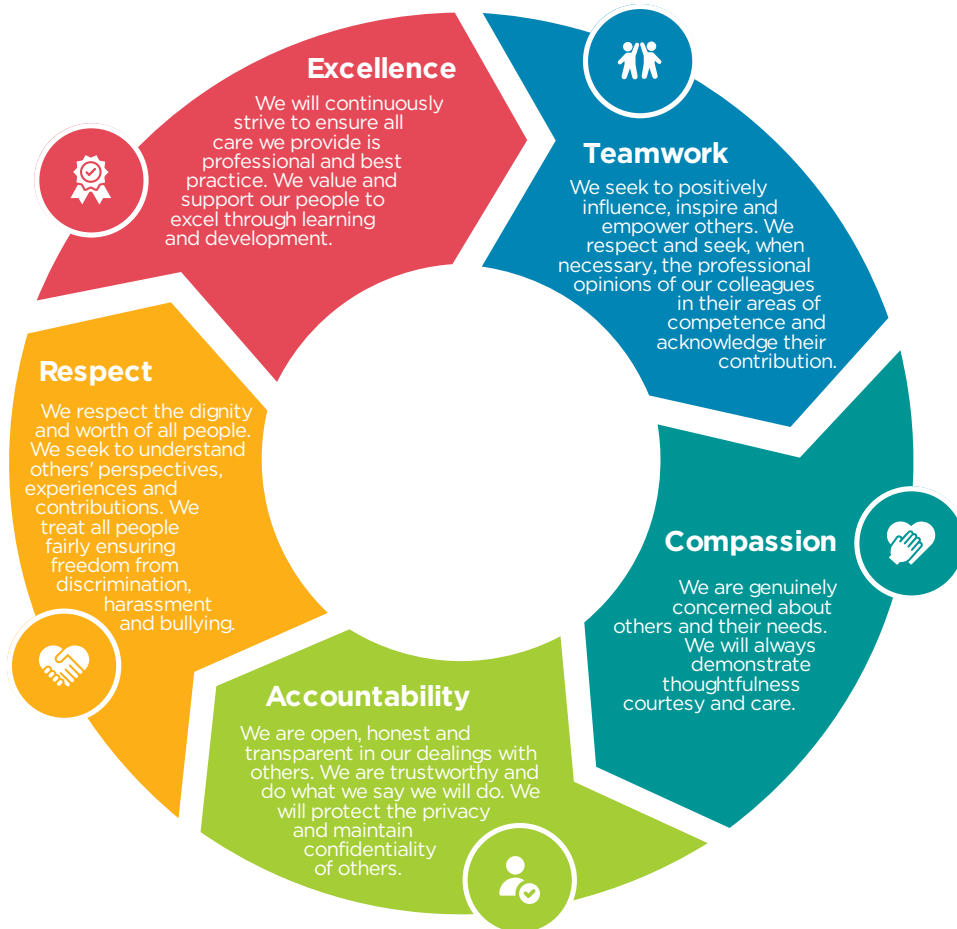 Excellence
We will continuously
strive to ensure all
care we provide is
professional and best
practice. We value and
support our people to
excel through learning
and development.
Teamwork
We seek to positively
influence, inspire and
empower others. We
respect and seek, when
necessary, the professional
opinions of our colleagues
in their areas of
competence and
acknowledge their
contribution.
Compassion
We are genuinely
concerned about
others and their needs.
We will always
demonstrate
thoughtfulness
courtesy and care.
Accountability
We are open, honest and
transparent in our dealings with
others. We are trustworthy and
do what we say we will do. We
will protect the privacy
and maintain
confidentiality
of others.
Respect
We respect the dignity
and worth of all people.
We seek to understand
others' perspectives,
experiences and
contributions. We
treat all people
fairly ensuring
freedom from
discrimination,
harassment
and bullying.